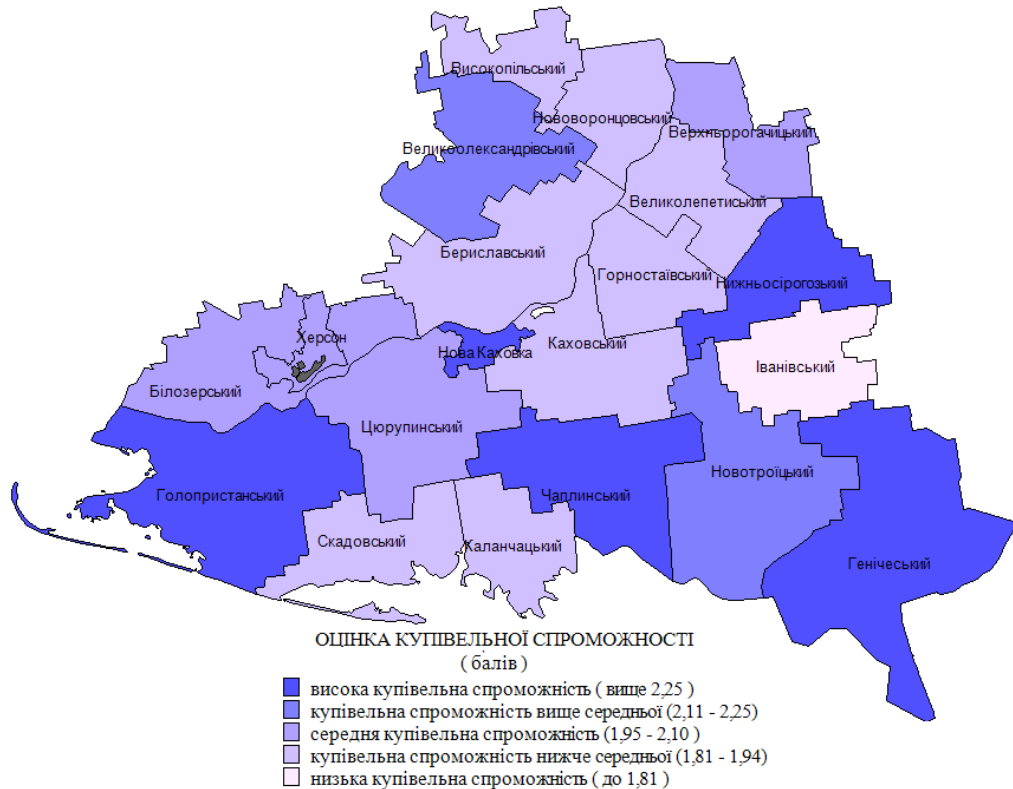 Високопільський
Нововоронцовський
Верхньорогачицький
Великоолександрівський
Великолепетиський
Бериславський
Горностаївський
Нижньосірогозький
Херсон
Нова Каховка
Каховський
Іванівський
Білозерський
Цюрупинський
Голопристанський
Чаплинський
Новотроїцький
Скадовський
Каланчацький
Генічеський
ОЦІНКА КУПІВЕЛЬНОЇ СПРОМОЖНОСТІ
( балів )
висока купівельна спроможність ( вище 2,25 )
купівельна спроможність вище середньої (2,11 - 2,25)
середня купівельна спроможність (1,95 - 2,10 )
купівельна спроможність нижче середньої (1,81 - 1,94)
низька купівельна спроможність ( до 1,81 )